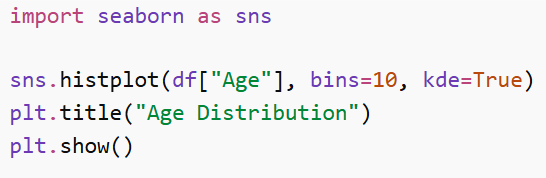 import seaborn as sns
sns.histplot(df["Age"], bins=10, kde=True)
plt.title("Age Distribution")
plt.show()